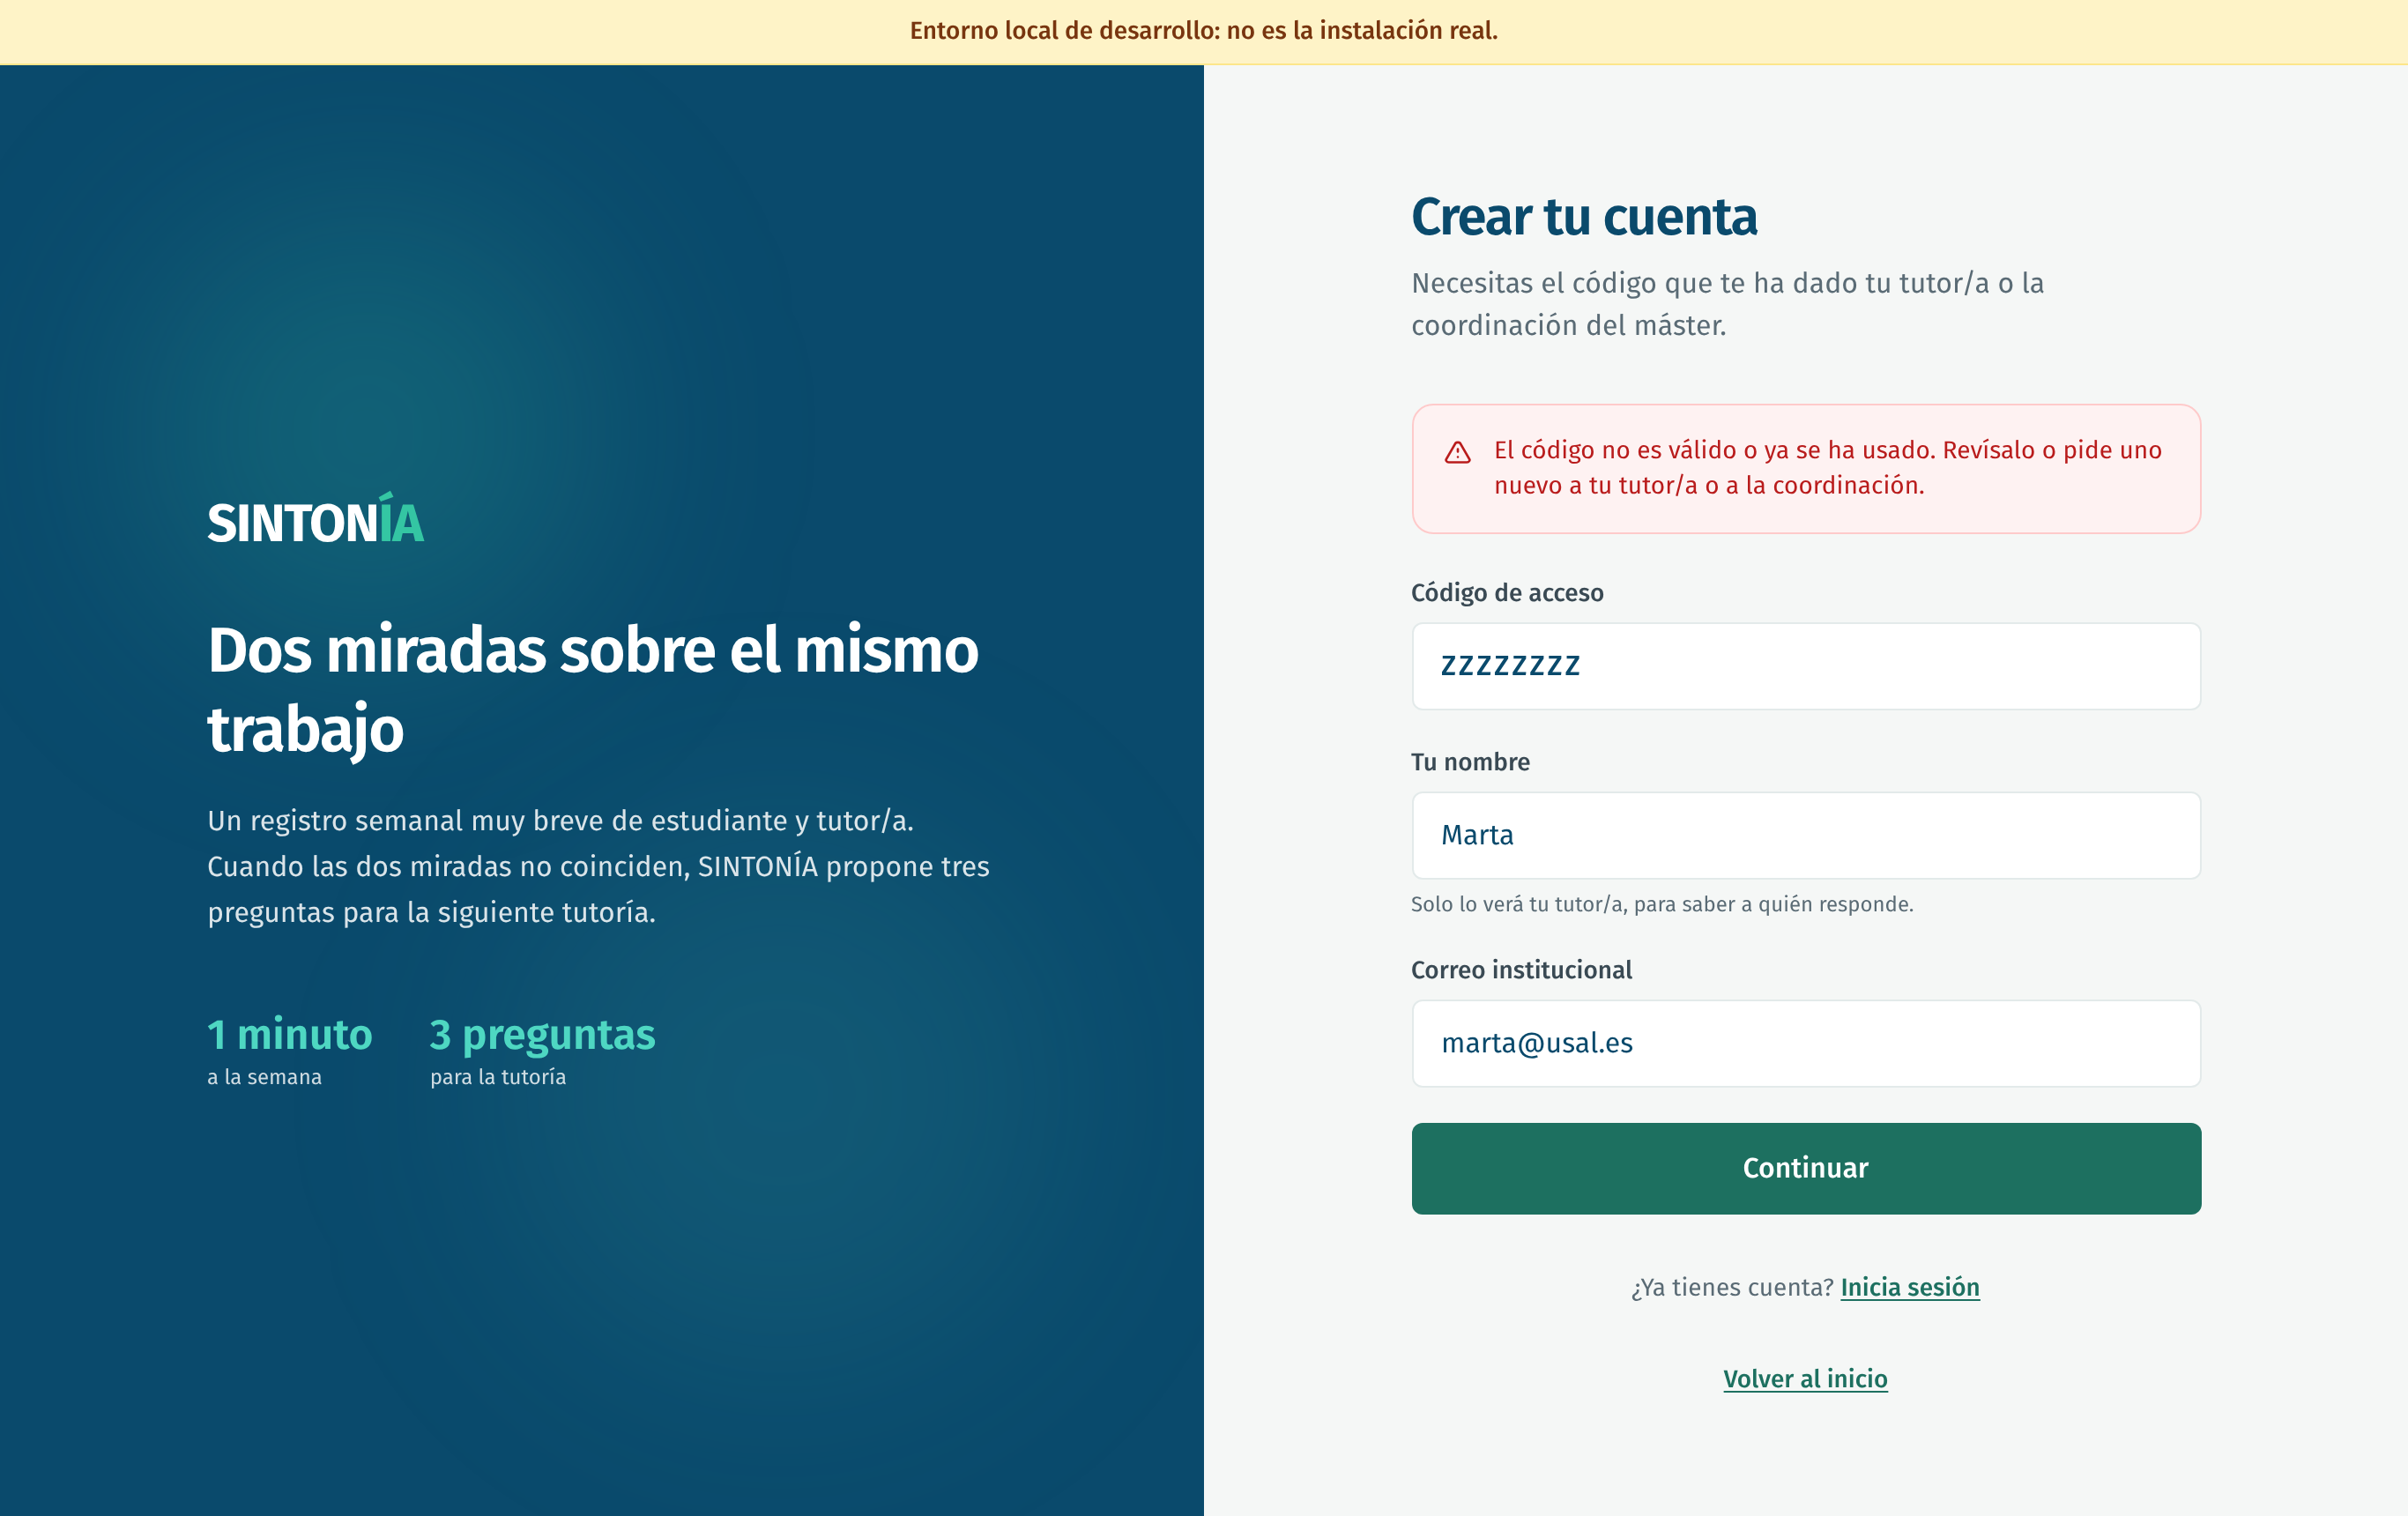 Entorno local de desarrollo: no es la instalación real.
SINTONÍA
Dos miradas sobre el mismo
trabajo
Un registro semanal muy breve de estudiante y tutor/a.
Cuando las dos miradas no coinciden, SINTONÍA propone tres
preguntas para la siguiente tutoría.
1 minuto
a la semana
3 preguntas
para la tutoría
Crear tu cuenta
Necesitas el código que te ha dado tu tutor/a o la
coordinación del máster.
El código no es válido o ya se ha usado. Revísalo o pide uno
nuevo a tu tutor/a o a la coordinación.
Código de acceso
ZZZZZZZZ
Tu nombre
Marta
Solo lo verá tu tutor/a, para saber a quién responde.
Correo institucional
marta@usal.es
Continuar
¿Ya tienes cuenta? Inicia sesión
Volver al inicio